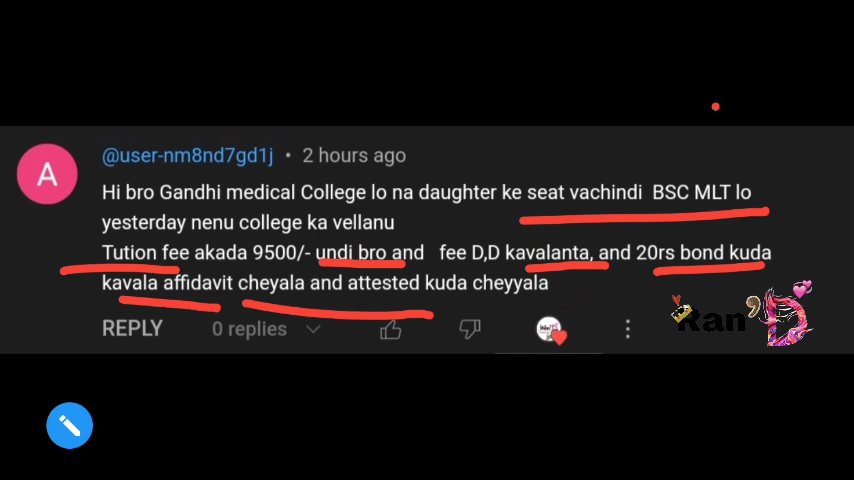 A
@user-nm8nd7gd1j • 2 hours ago
Hi bro Gandhi medical College lo na daughter ke seat vachindi BSC MLT lo
yesterday nenu college ka vellanu
Tution fee akada 9500/- undi bro and fee D,D kavalanta, and 20rs bond kuda
kavala affidavit cheyala and attested kuda cheyyala
REPLY 0 replies
Ran'D